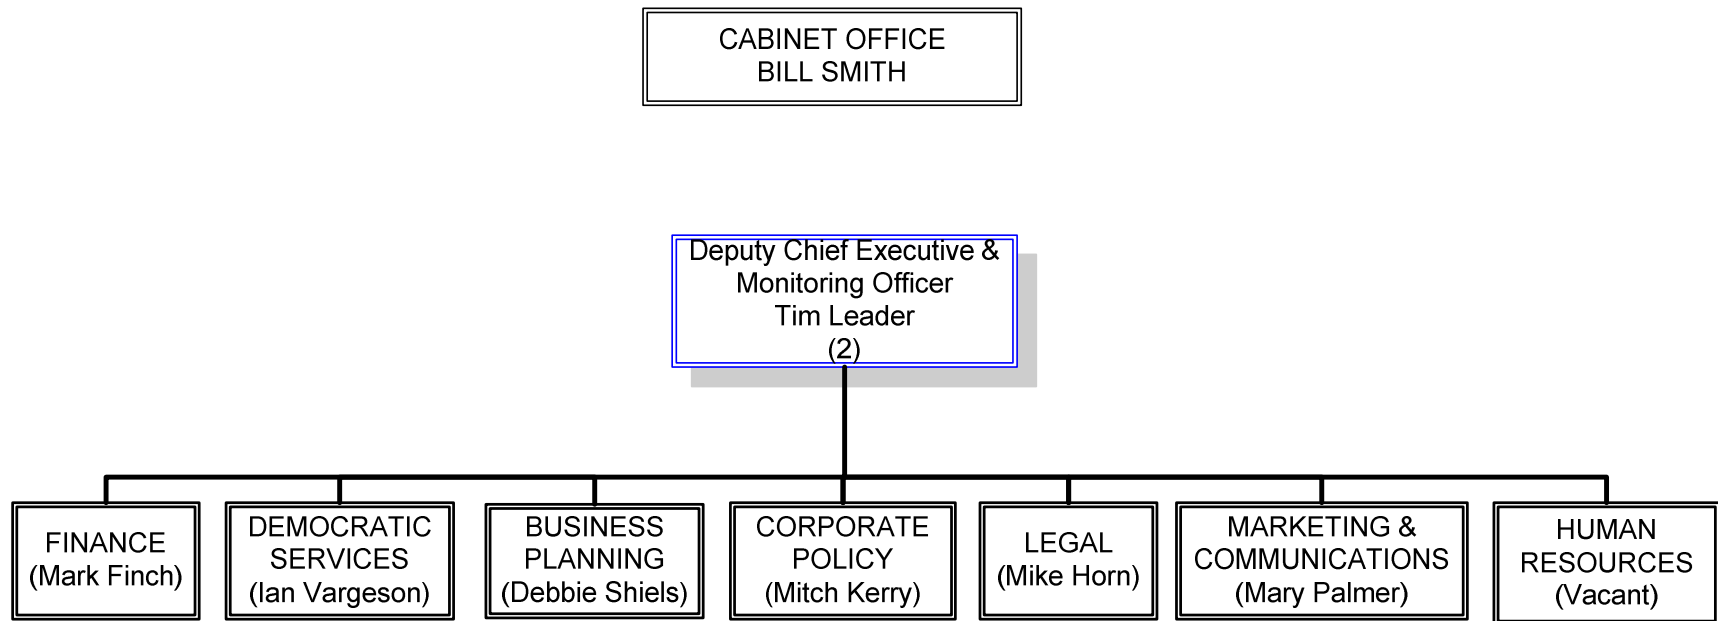 CABINET OFFICE
BILL SMITH
Deputy Chief Executive &
Monitoring Officer
Tim Leader
(2)
FINANCE
(Mark Finch)
DEMOCRATIC
SERVICES
(Ian Vargeson)
BUSINESS
PLANNING
(Debbie Shiels)
CORPORATE
POLICY
(Mitch Kerry)
LEGAL
(Mike Horn)
MARKETING &
COMMUNICATIONS
(Mary Palmer)
HUMAN
RESOURCES
(Vacant)